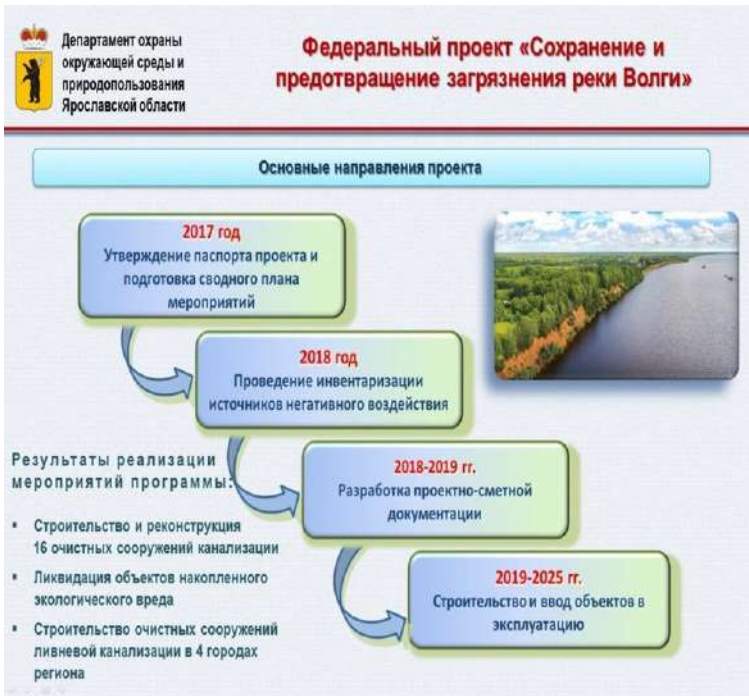 Департамент охраны
окружающей среды и
природопользования
Ярославской области
Федеральный проект «Сохранение и
предотвращение загрязнения реки Волги»
Основные направления проекта
2017 год
Утверждение паспорта проекта и
подготовка сводного плана
мероприятий
2018 год
Проведение инвентаризации
источников негативного воздействия
2018-2019 гг.
Разработка проектно-сметной
документации
2019-2025 гг.
Строительство и ввод объектов в
эксплуатацию
Результаты реализации
мероприятий программы:
▪ Строительство и реконструкция
16 очистных сооружений канализации
▪ Ликвидация объектов накопленного
экологического вреда
▪ Строительство очистных сооружений
ливневой канализации в 4 городах
региона